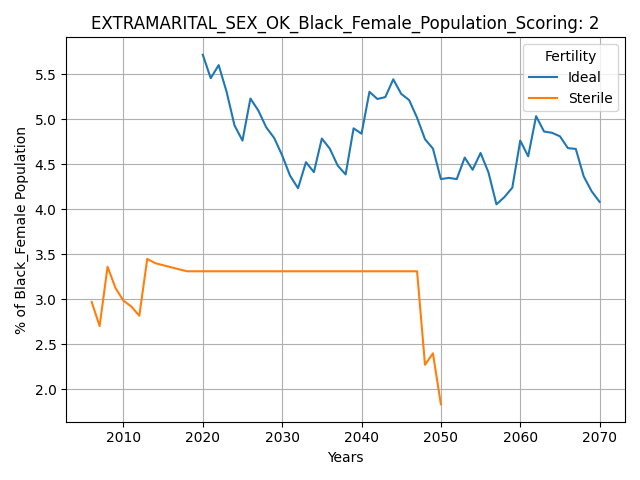 EXTRAMARITAL_SEX_OK_Black_Female_Population_Scoring: 2
% of Black_Female Population
5.5
5.0
4.5
4.0
3.5
3.0
2.5
2.0
Fertility
Ideal
Sterile
2010
2020
2030
2040
2050
2060
2070
Years